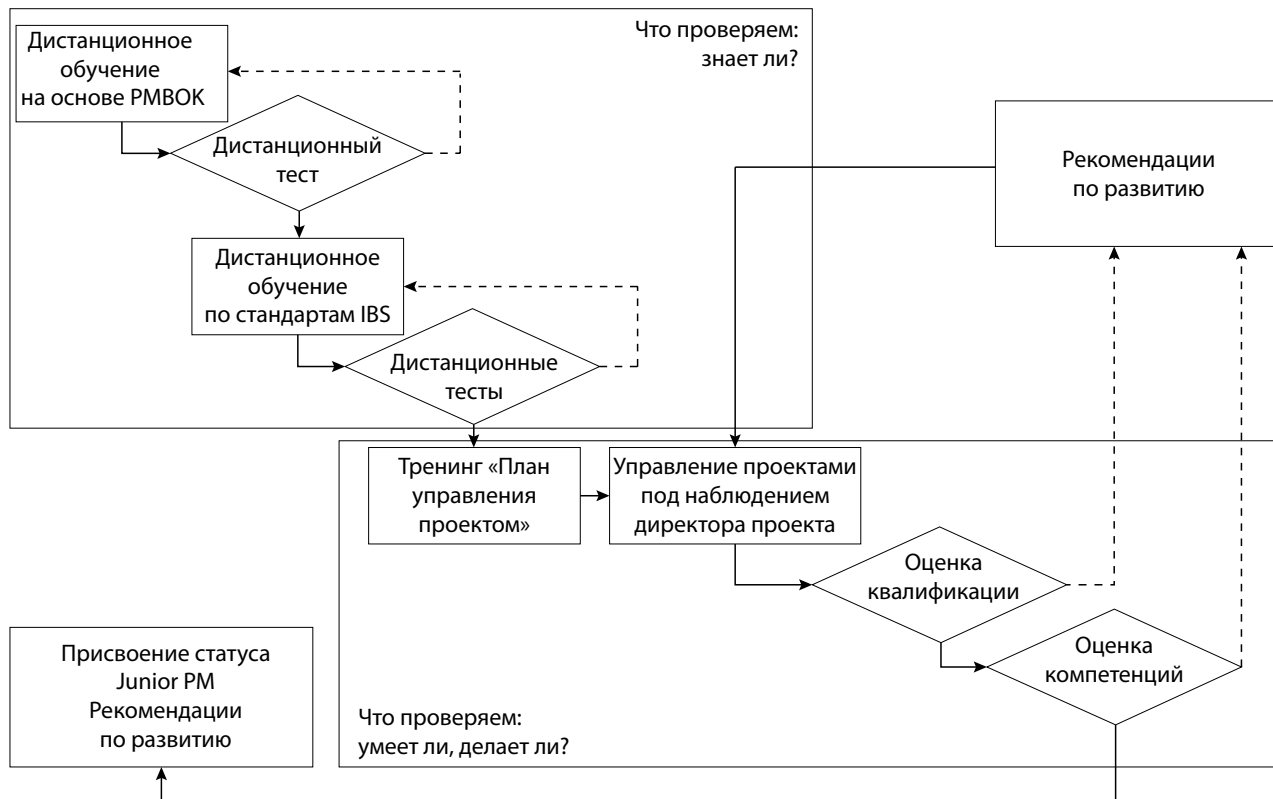 Что проверяем:
знает ли?
Дистанционное
обучение
на основе PMBOK
Дистанционный
тест
Рекомендации
по развитию
Дистанционное
обучение
по стандартам IBS
Дистанционные
тесты
Тренинг «План
управления
проектом»
Управление проектами
под наблюдением
директора проекта
Оценка
квалификации
Оценка
компетенций
Присвоение статуса
Junior PM
Рекомендации
по развитию
Что проверяем:
умеет ли, делает ли?